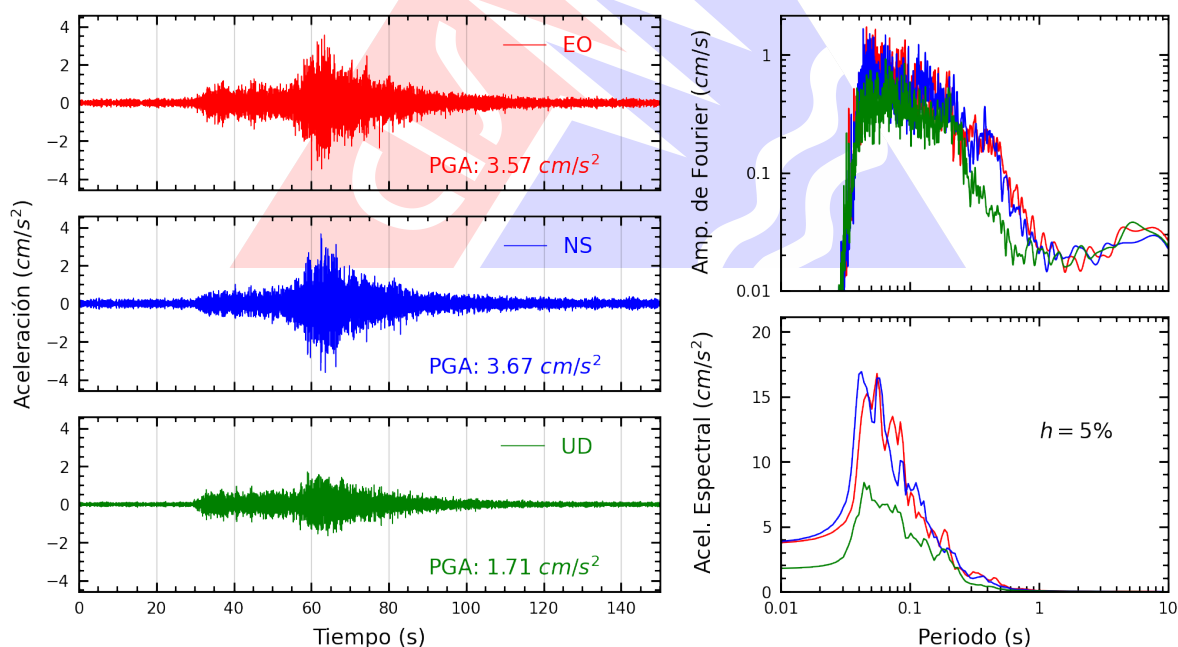 Aceleración (cm/s²)
4
2
0
−2
−4
EO
PGA: 3.57 cm/s²
4
2
0
−2
−4
NS
PGA: 3.67 cm/s²
4
2
0
−2
−4
UD
PGA: 1.71 cm/s²
0 20 40 60 80 100 120 140
Tiempo (s)
Amp. de Fourier (cm/s)
1
0.1
0.01
Acel. Espectral (cm/s²)
20
15
10
5
0
h = 5%
0.01 0.1 1 10
Periodo (s)